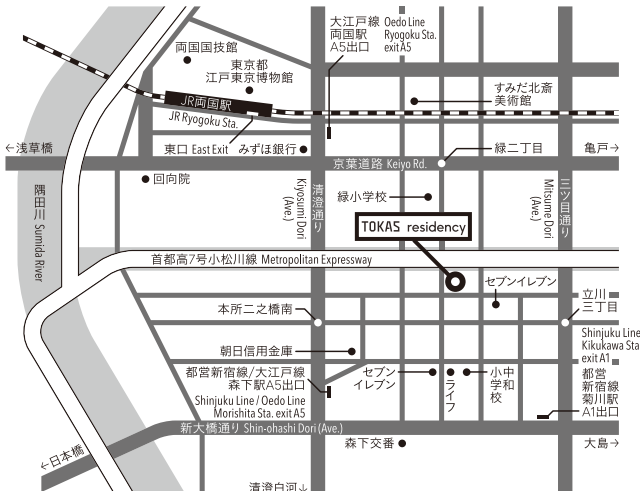 両国国技館
東京都
江戸東京博物館
大江戸線
両国駅
A5出口
Oedo Line
Ryogoku Sta.
exit A5
JR両国駅
JR Ryogoku Sta.
すみだ北斎
美術館
←浅草橋
東口 East Exit
みずほ銀行
京葉道路 Keiyo Rd.
緑二丁目
亀戸→
回向院
隅田川 Sumida River
清澄通り
Kiyosumi Dori
(Ave.)
緑小学校
三ツ目通り
Mitsume Dori
(Ave.)
TOKAS residency
首都高7号小松川線 Metropolitan Expressway
セブンイレブン
立川
三丁目
本所二之橋南
Shinjuku Line
Kikukawa Sta
exit A1
朝日信用金庫
都営新宿線/大江戸線
森下駅A5出口
Shinjuku Line / Oedo Line
Morishita Sta. exit A5
セブン
イレブン
ライフ
中和
小学校
都営
新宿線
菊川駅
A1出口
新大橋通り Shin-ohashi Dori (Ave.)
←日本橋
森下交番
大島→
清澄白河↓